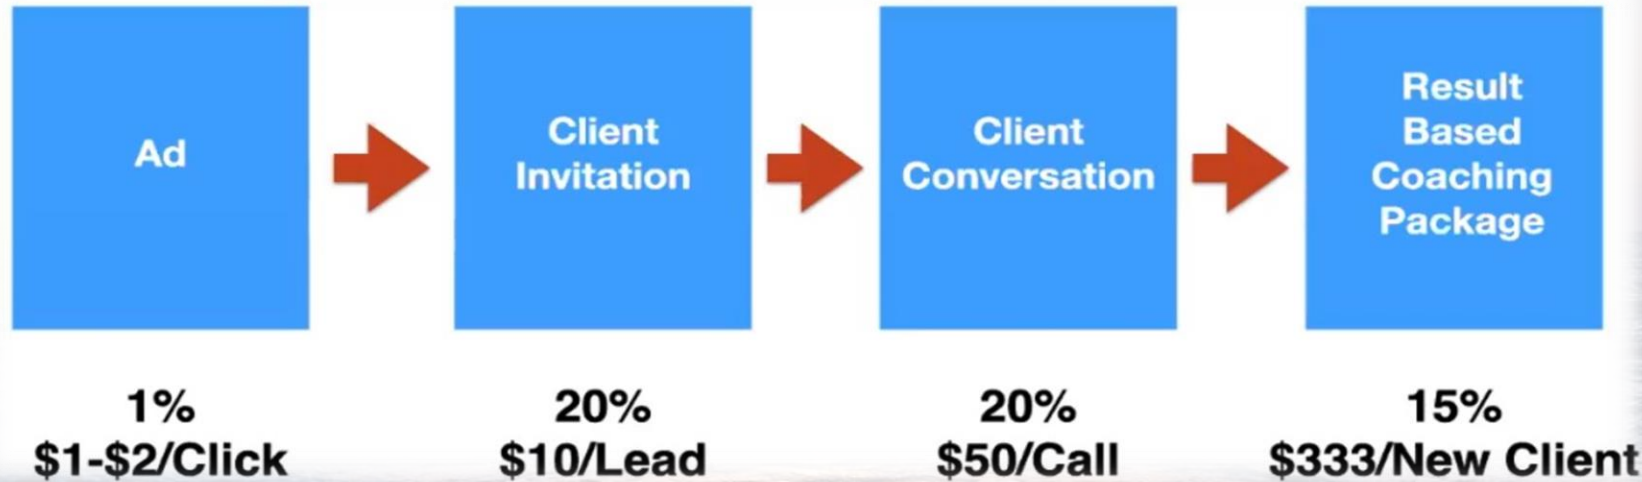 Ad
Client
Invitation
Client
Conversation
Result
Based
Coaching
Package
1%
$1-$2/Click
20%
$10/Lead
20%
$50/Call
15%
$333/New Client